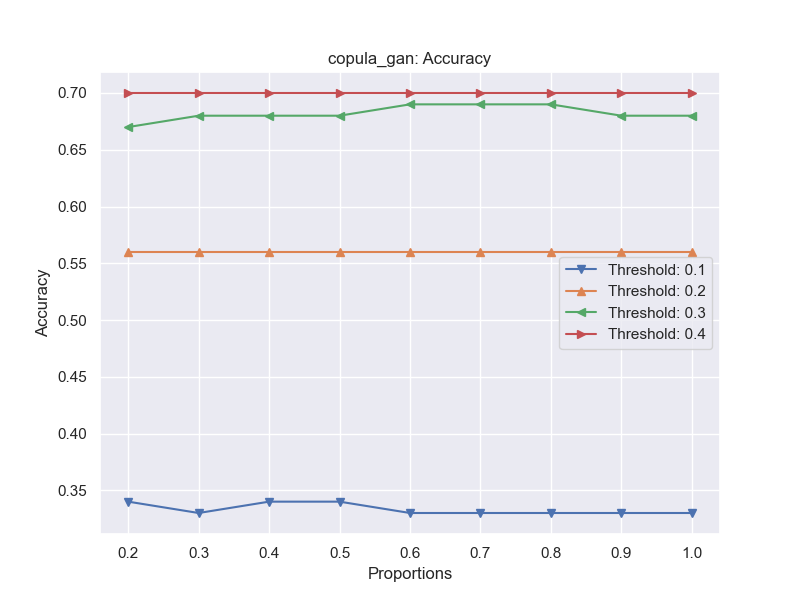 copula_gan: Accuracy
Accuracy
0.70
0.65
0.60
0.55
0.50
0.45
0.40
0.35
Threshold: 0.1
Threshold: 0.2
Threshold: 0.3
Threshold: 0.4
0.2 0.3 0.4 0.5 0.6 0.7 0.8 0.9 1.0
Proportions